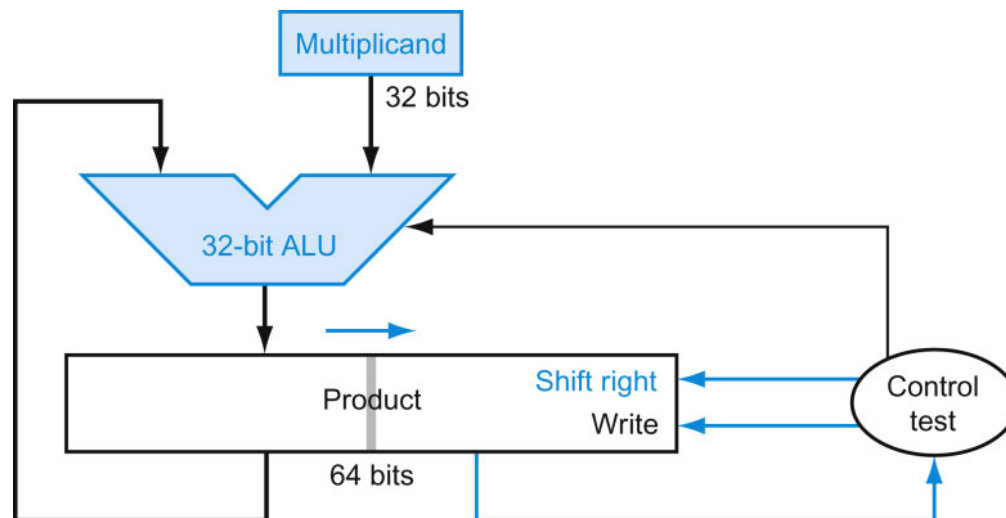 Multiplicand
32 bits
32-bit ALU
Product
Shift right
Write
64 bits
Control
test